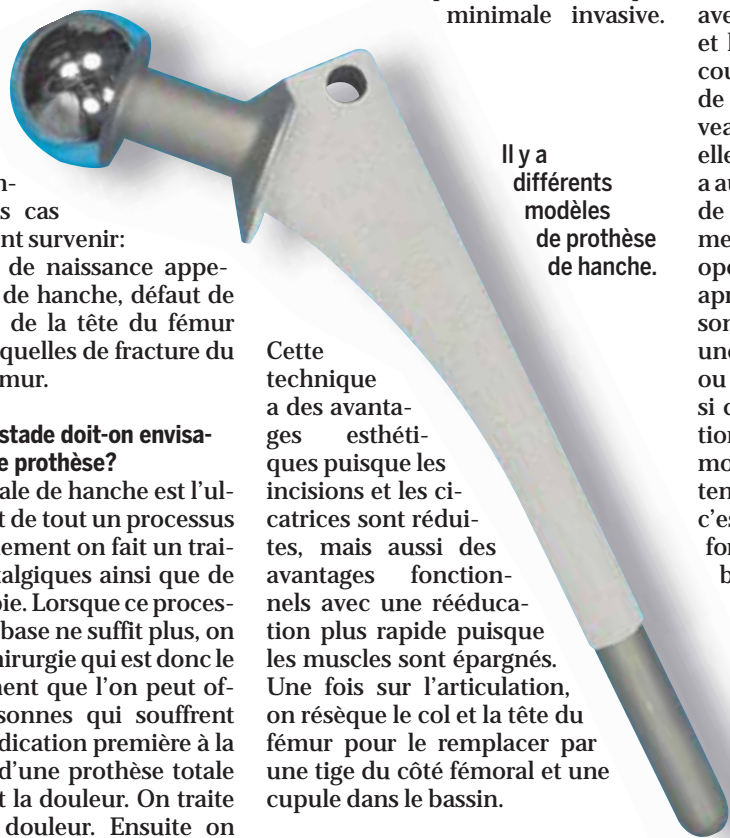 minimale invasive.
s cas
nt survenir:
de naissance appe-
de hanche, défaut de
de la tête du fémur
quelles de fracture du
mur.
stade doit-on envisa-
e prothèse?
ale de hanche est l'ul-
t de tout un processus
lement on fait un trai-
talgiques ainsi que de
pie. Lorsque ce proces-
base ne suffit plus, on
hirurgie qui est donc le
ment que l'on peut of-
sonnes qui souffrent
dication première à la
d'une prothèse totale
t la douleur. On traite
douleur. Ensuite on
Il y a
différents
modèles
de prothèse
de hanche.
Cette
technique
a des avanta-
ges esthéti-
ques puisque les
incisions et les ci-
catrices sont rédui-
tes, mais aussi des
avantages fonction-
nels avec une rééduca-
tion plus rapide puisque
les muscles sont épargnés.
Une fois sur l'articulation,
on résèque le col et la tête du
fémur pour le remplacer par
une tige du côté fémoral et une
cupule dans le bassin.
ave
et l
cou
de
vea
elle
a au
de
me
opé
apr
son
une
ou
si c
tion
mo
ten
c'es
for
b